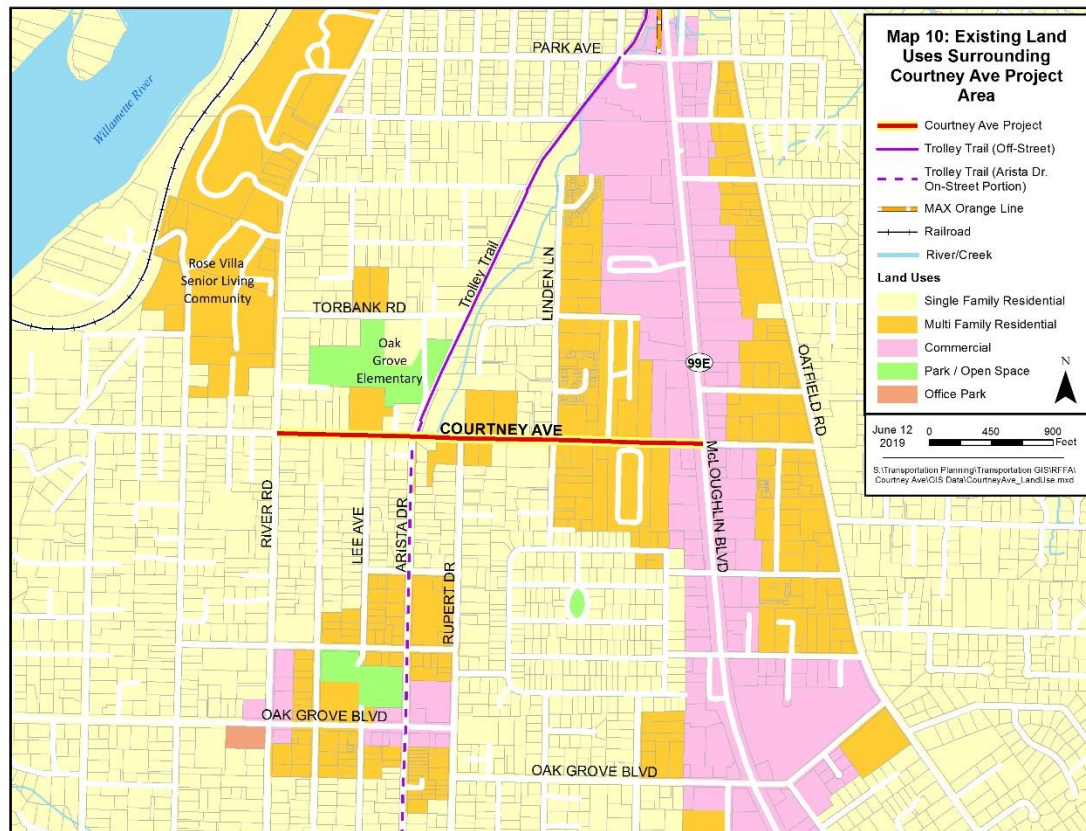 PARK AVE
Willamette River
Rose Villa
Senior Living
Community
TORBANK RD
Oak
Grove
Elementary
Trolley Trail
LINDEN LN
99E
OATFIELD RD
COURTNEY AVE
McLOUGHLIN BLVD
RIVER RD
LEE AVE
ARISTA DR
RUPERT DR
OAK GROVE BLVD
OAK GROVE BLVD
Map 10: Existing Land
Uses Surrounding
Courtney Ave Project
Area
Courtney Ave Project
Trolley Trail (Off-Street)
Trolley Trail (Arista Dr.
On-Street Portion)
MAX Orange Line
Railroad
River/Creek
Land Uses
Single Family Residential
Multi Family Residential
Commercial
Park / Open Space
Office Park
N
June 12
2019
0 450 900
Feet
S:\Transportation Planning\Transportation GIS\RFFA\
Courtney Ave\GIS Data\CourtneyAve_LandUse.mxd